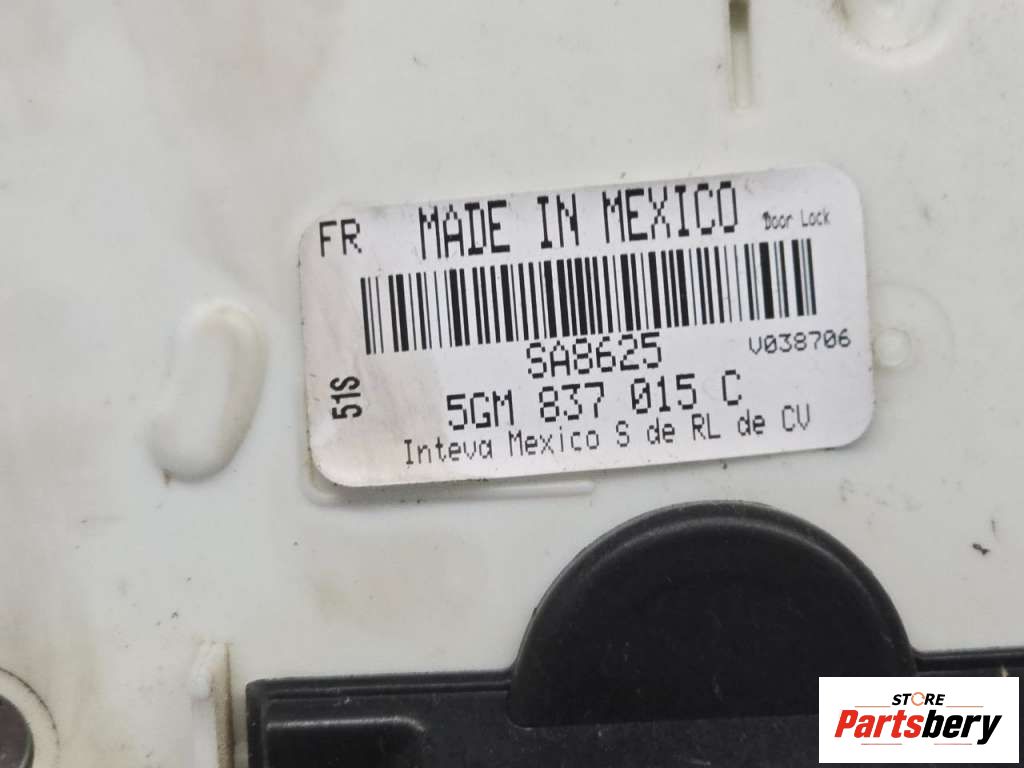 FR MADE IN MEXICO Door Lock
SA8625 V038706
51S
5GM 837 015 C
Inteva Mexico S de RL de CV
STORE
Partsbery